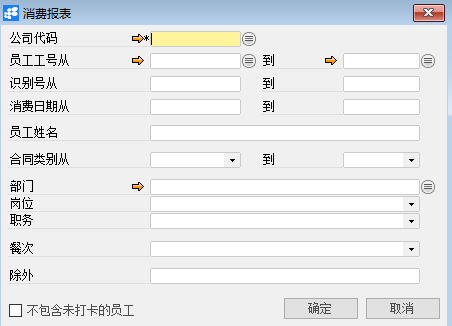 消费报表
公司代码 *
员工工号从 到
识别号从 到
消费日期从 到
员工姓名
合同类别从 到
部门
岗位
职务
餐次
除外
不包含未打卡的员工 确定 取消